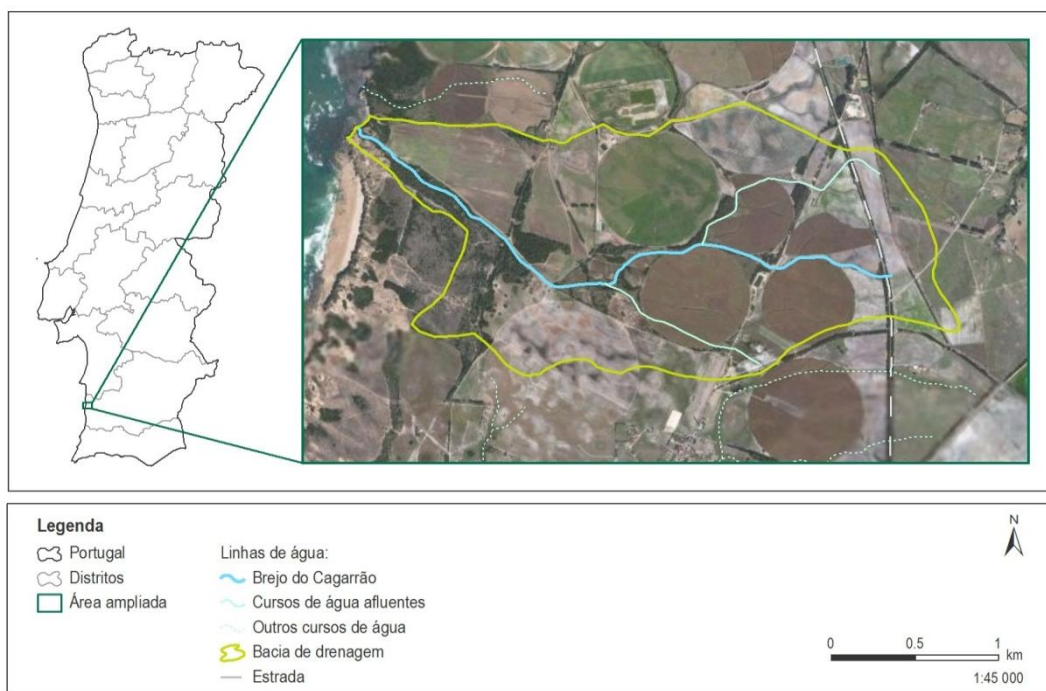 Legenda
Portugal
Distritos
Área ampliada
Linhas de água:
Brejo do Cagarrão
Cursos de água afluentes
Outros cursos de água
Bacia de drenagem
Estrada
N
0 0.5 1 km
1:45 000